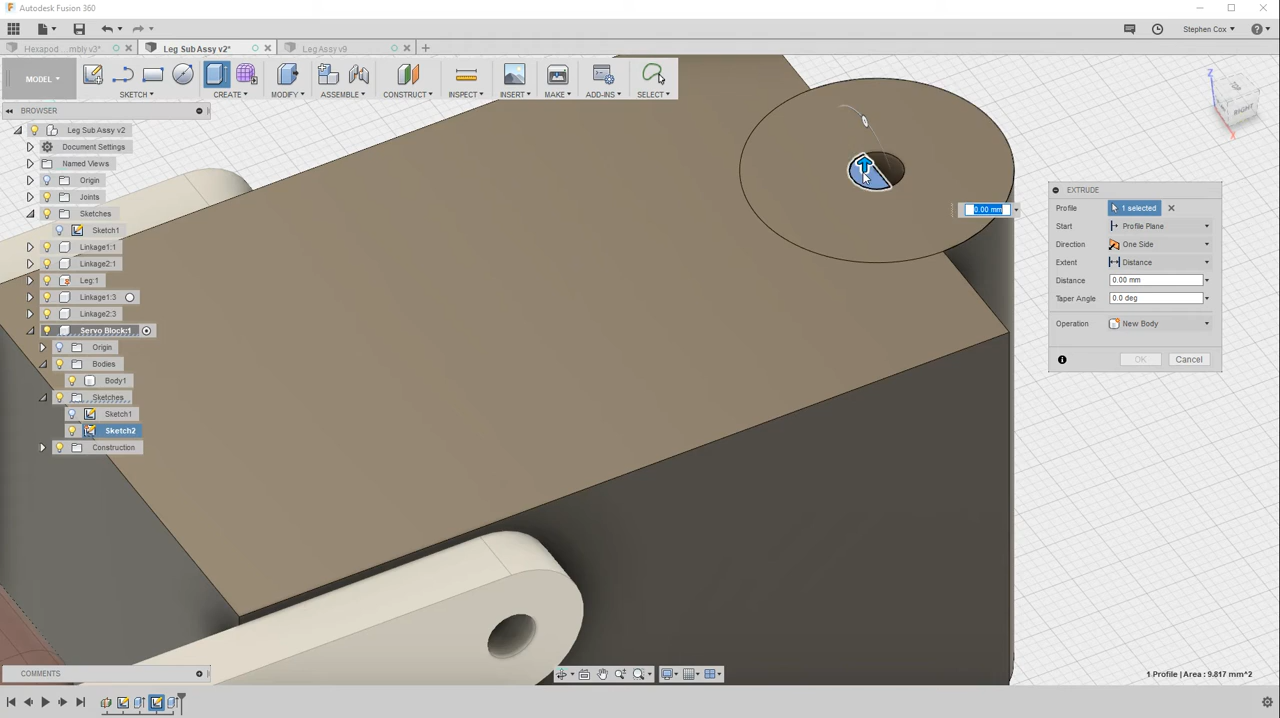 Autodesk Fusion 360
Stephen Cox
Hexapod ...mbly v3*
Leg Sub Assy v2*
Leg Assy v9
MODEL
SKETCH
CREATE
MODIFY
ASSEMBLE
CONSTRUCT
INSPECT
INSERT
MAKE
ADD-INS
SELECT
BROWSER
Leg Sub Assy v2
Document Settings
Named Views
Origin
Joints
Sketches
Sketch1
Linkage1:1
Linkage2:1
Leg:1
Linkage1:3
Linkage2:3
Servo Block:1
Origin
Bodies
Body1
Sketches
Sketch1
Sketch2
Construction
Z
RIGHT
X
0.00 mm
EXTRUDE
Profile 1 selected
Start Profile Plane
Direction One Side
Extent Distance
Distance 0.00 mm
Taper Angle 0.0 deg
Operation New Body
OK Cancel
COMMENTS
1 Profile | Area : 9.817 mm^2